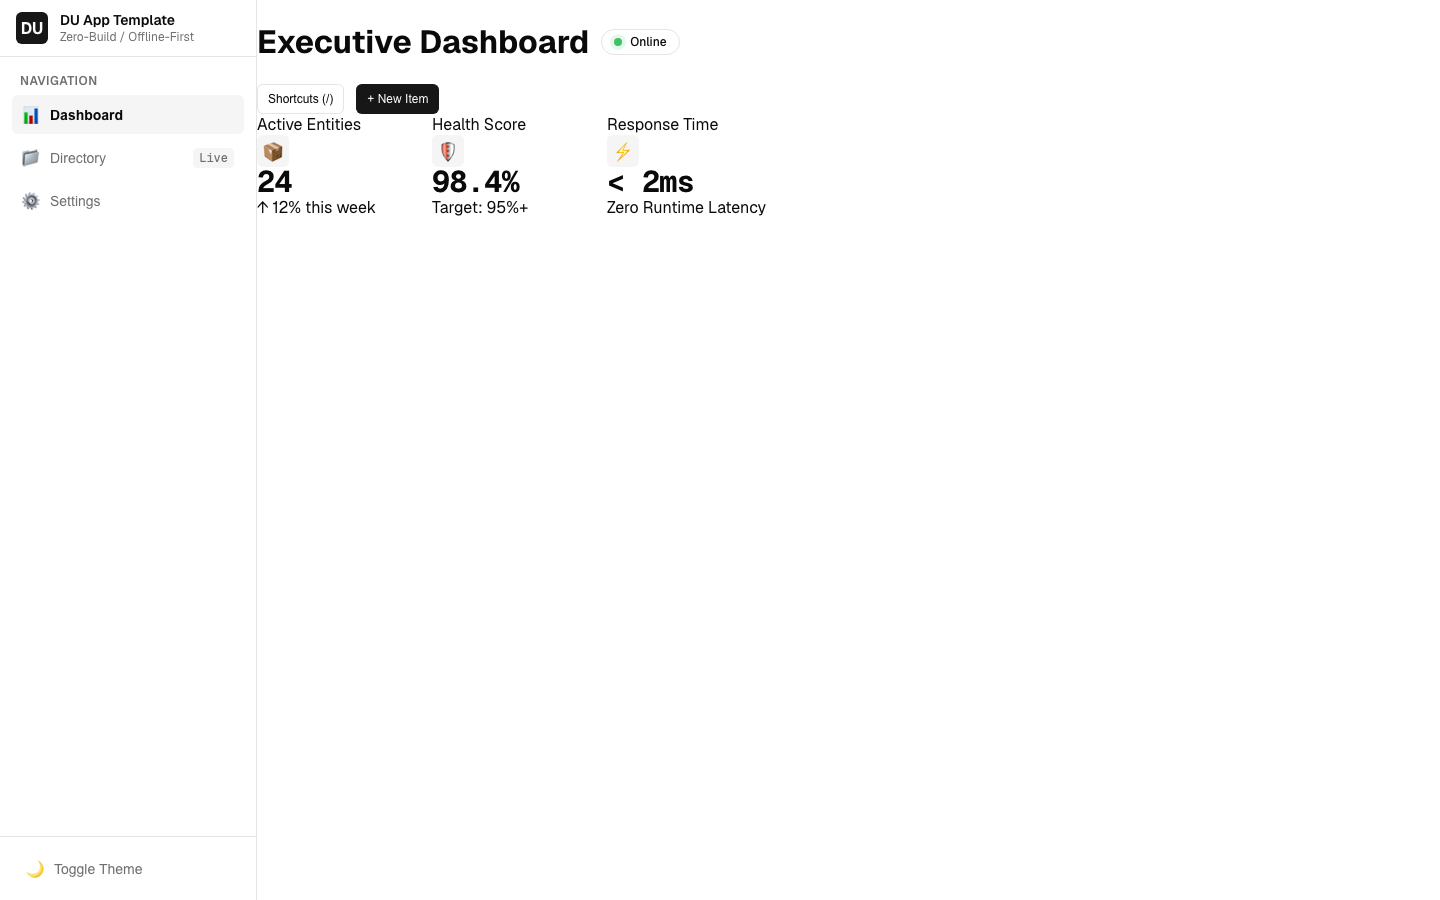 DU
DU App Template
Zero-Build / Offline-First
NAVIGATION
Dashboard
Directory
Live
Settings
Toggle Theme
Executive Dashboard
Online
Shortcuts (/)
+ New Item
Active Entities
24
↑ 12% this week
Health Score
98.4%
Target: 95%+
Response Time
< 2ms
Zero Runtime Latency